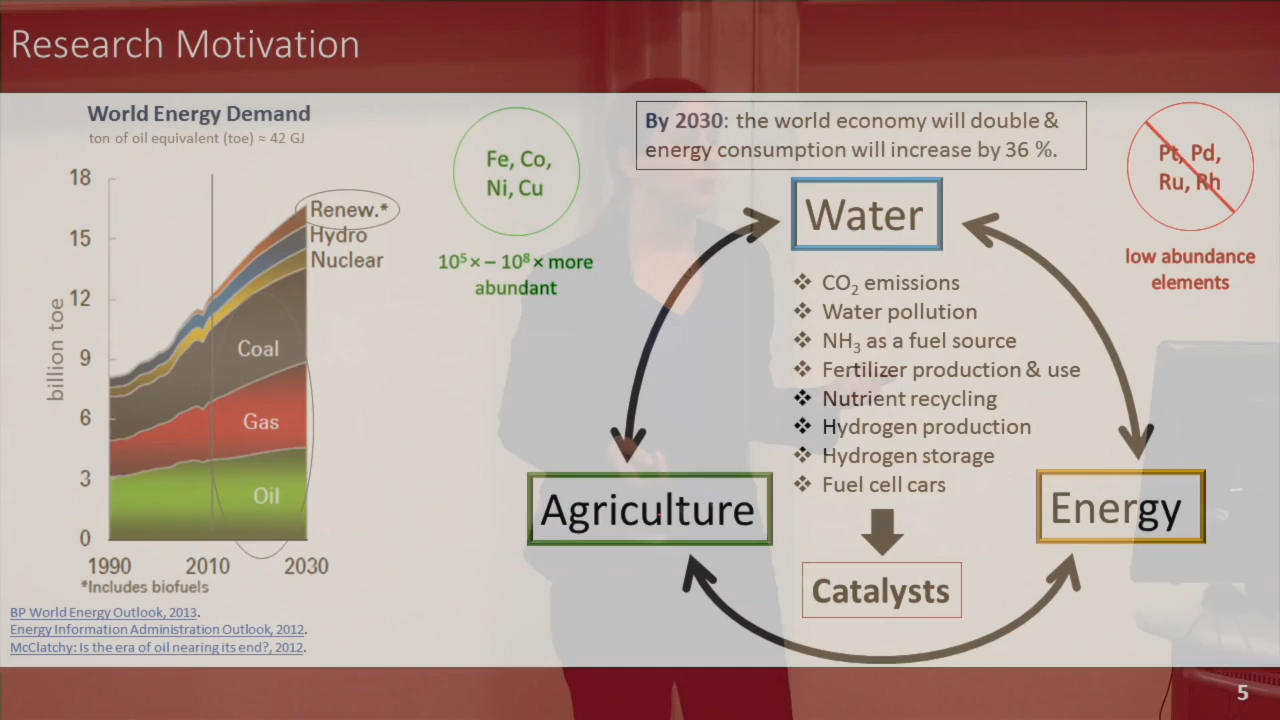 Research Motivation
World Energy Demand
ton of oil equivalent (toe) ≈ 42 GJ
18
15
12
9
6
3
0
billion toe
Renew.*
Hydro
Nuclear
Coal
Gas
Oil
1990 2010 2030
*Includes biofuels
BP World Energy Outlook, 2013.
Energy Information Administration Outlook, 2012.
McClatchy: Is the era of oil nearing its end?, 2012.
Fe, Co,
Ni, Cu
10⁵ × – 10⁸ × more
abundant
By 2030: the world economy will double &
energy consumption will increase by 36 %.
Pt, Pd,
Ru, Rh
low abundance
elements
Water
❖ CO₂ emissions
❖ Water pollution
❖ NH₃ as a fuel source
❖ Fertilizer production & use
❖ Nutrient recycling
❖ Hydrogen production
❖ Hydrogen storage
❖ Fuel cell cars
Agriculture
Energy
Catalysts
5